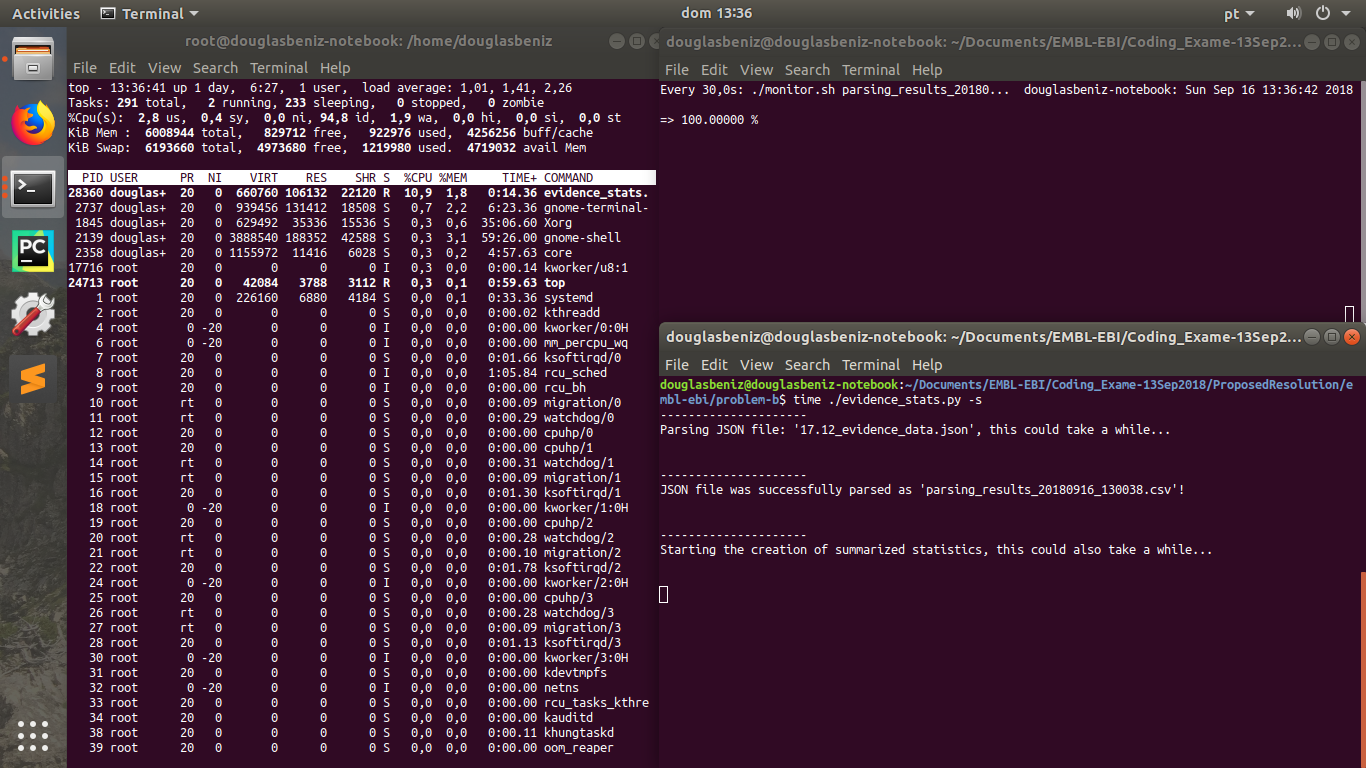 Activities Terminal dom 13:36 pt
root@douglasbeniz-notebook: /home/douglasbeniz
File Edit View Search Terminal Help
top - 13:36:41 up 1 day,  6:27,  1 user,  load average: 1,01, 1,41, 2,26
Tasks: 291 total,   2 running, 233 sleeping,   0 stopped,   0 zombie
%Cpu(s):  2,8 us,  0,4 sy,  0,0 ni, 94,8 id,  1,9 wa,  0,0 hi,  0,0 si,  0,0 st
KiB Mem :  6008944 total,   829712 free,   922976 used,  4256256 buff/cache
KiB Swap:  6193660 total,  4973680 free,  1219980 used.  4719032 avail Mem
PID USER PR NI VIRT RES SHR S %CPU %MEM TIME+ COMMAND
28360 douglas+ 20 0 660760 106132 22120 R 10,9 1,8 0:14.36 evidence_stats.
2737 douglas+ 20 0 939456 131412 18508 S 0,7 2,2 6:23.36 gnome-terminal-
1845 douglas+ 20 0 629492 35336 15536 S 0,3 0,6 35:06.60 Xorg
2139 douglas+ 20 0 3888540 188352 42588 S 0,3 3,1 59:26.00 gnome-shell
2358 douglas+ 20 0 1155972 11416 6028 S 0,3 0,2 4:57.63 core
17716 root 20 0 0 0 0 I 0,3 0,0 0:00.14 kworker/u8:1
24713 root 20 0 42084 3788 3112 R 0,3 0,1 0:59.63 top
1 root 20 0 226160 6880 4184 S 0,0 0,1 0:33.36 systemd
2 root 20 0 0 0 0 S 0,0 0,0 0:00.02 kthreadd
4 root 0 -20 0 0 0 I 0,0 0,0 0:00.00 kworker/0:0H
6 root 0 -20 0 0 0 I 0,0 0,0 0:00.00 mm_percpu_wq
7 root 20 0 0 0 0 S 0,0 0,0 0:01.66 ksoftirqd/0
8 root 20 0 0 0 0 I 0,0 0,0 1:05.84 rcu_sched
9 root 20 0 0 0 0 I 0,0 0,0 0:00.00 rcu_bh
10 root rt 0 0 0 0 S 0,0 0,0 0:00.09 migration/0
11 root rt 0 0 0 0 S 0,0 0,0 0:00.29 watchdog/0
12 root 20 0 0 0 0 S 0,0 0,0 0:00.00 cpuhp/0
13 root 20 0 0 0 0 S 0,0 0,0 0:00.00 cpuhp/1
14 root rt 0 0 0 0 S 0,0 0,0 0:00.31 watchdog/1
15 root rt 0 0 0 0 S 0,0 0,0 0:00.09 migration/1
16 root 20 0 0 0 0 S 0,0 0,0 0:01.30 ksoftirqd/1
18 root 0 -20 0 0 0 I 0,0 0,0 0:00.00 kworker/1:0H
19 root 20 0 0 0 0 S 0,0 0,0 0:00.00 cpuhp/2
20 root rt 0 0 0 0 S 0,0 0,0 0:00.28 watchdog/2
21 root rt 0 0 0 0 S 0,0 0,0 0:00.10 migration/2
22 root 20 0 0 0 0 S 0,0 0,0 0:01.78 ksoftirqd/2
24 root 0 -20 0 0 0 I 0,0 0,0 0:00.00 kworker/2:0H
25 root 20 0 0 0 0 S 0,0 0,0 0:00.00 cpuhp/3
26 root rt 0 0 0 0 S 0,0 0,0 0:00.28 watchdog/3
27 root rt 0 0 0 0 S 0,0 0,0 0:00.09 migration/3
28 root 20 0 0 0 0 S 0,0 0,0 0:01.13 ksoftirqd/3
30 root 0 -20 0 0 0 I 0,0 0,0 0:00.00 kworker/3:0H
31 root 20 0 0 0 0 S 0,0 0,0 0:00.00 kdevtmpfs
32 root 0 -20 0 0 0 I 0,0 0,0 0:00.00 netns
33 root 20 0 0 0 0 S 0,0 0,0 0:00.00 rcu_tasks_kthre
34 root 20 0 0 0 0 S 0,0 0,0 0:00.00 kauditd
38 root 20 0 0 0 0 S 0,0 0,0 0:00.11 khungtaskd
39 root 20 0 0 0 0 S 0,0 0,0 0:00.00 oom_reaper
douglasbeniz@douglasbeniz-notebook: ~/Documents/EMBL-EBI/Coding_Exame-13Sep2...
File Edit View Search Terminal Help
Every 30,0s: ./monitor.sh parsing_results_20180...  douglasbeniz-notebook: Sun Sep 16 13:36:42 2018
=> 100.00000 %
douglasbeniz@douglasbeniz-notebook: ~/Documents/EMBL-EBI/Coding_Exame-13Sep2...
File Edit View Search Terminal Help
douglasbeniz@douglasbeniz-notebook:~/Documents/EMBL-EBI/Coding_Exame-13Sep2018/ProposedResolution/e
mbl-ebi/problem-b$ time ./evidence_stats.py -s
---------------------
Parsing JSON file: '17.12_evidence_data.json', this could take a while...
---------------------
JSON file was successfully parsed as 'parsing_results_20180916_130038.csv'!
---------------------
Starting the creation of summarized statistics, this could also take a while...
PC